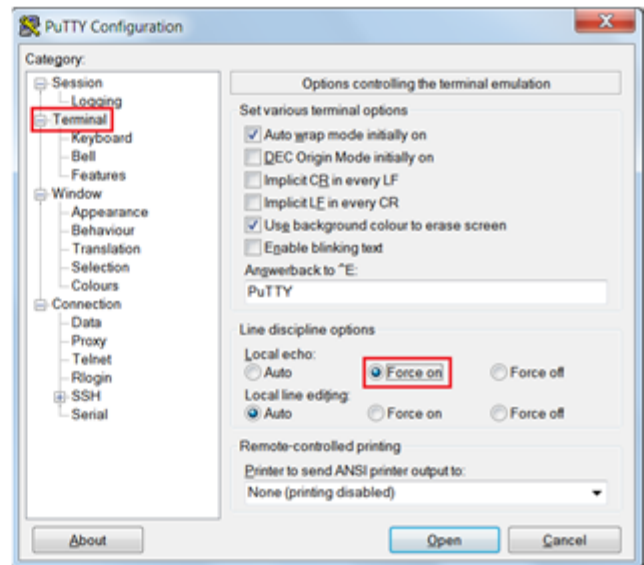 PuTTY Configuration
Category:
Session
Logging
Terminal
Keyboard
Bell
Features
Window
Appearance
Behaviour
Translation
Selection
Colours
Connection
Data
Proxy
Telnet
Rlogin
SSH
Serial
Options controlling the terminal emulation
Set various terminal options
Auto wrap mode initially on
DEC Origin Mode initially on
Implicit CR in every LF
Implicit LF in every CR
Use background colour to erase screen
Enable blinking text
Answerback to ^E:
PuTTY
Line discipline options
Local echo:
Auto Force on Force off
Local line editing:
Auto Force on Force off
Remote-controlled printing
Printer to send ANSI printer output to:
None (printing disabled)
About Open Cancel